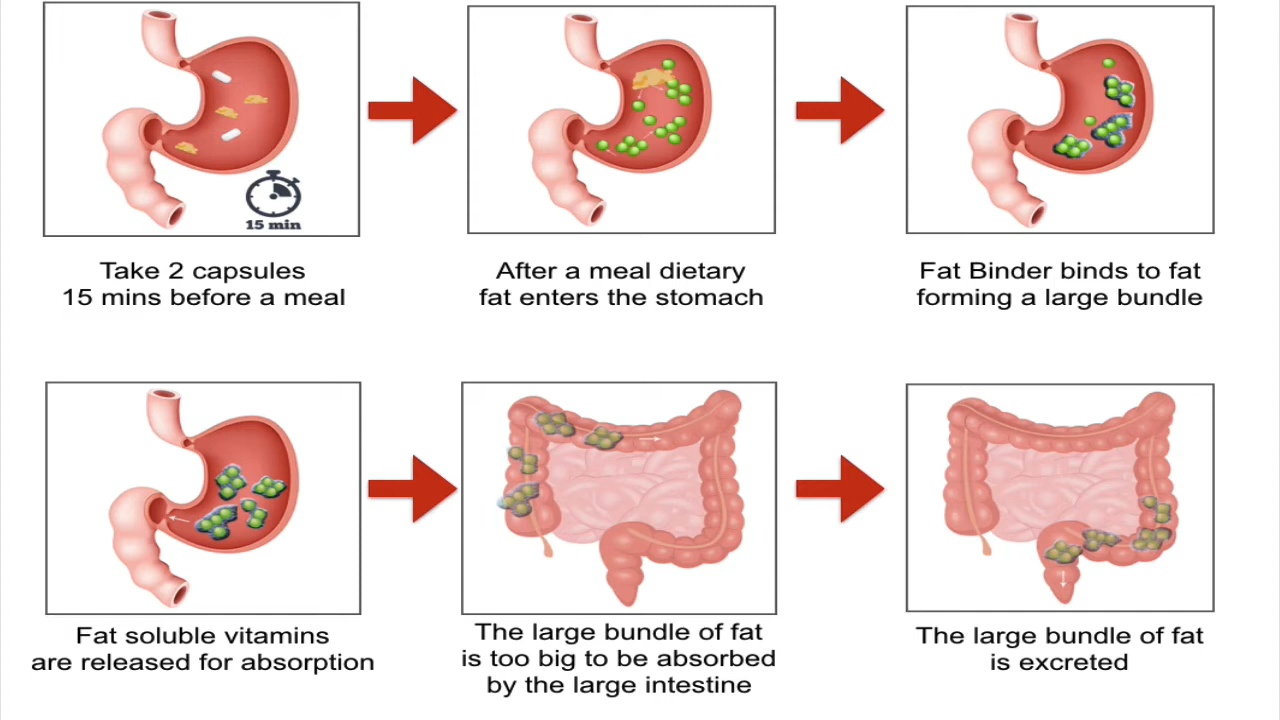 15 min
Take 2 capsules
15 mins before a meal
After a meal dietary
fat enters the stomach
Fat Binder binds to fat
forming a large bundle
Fat soluble vitamins
are released for absorption
The large bundle of fat
is too big to be absorbed
by the large intestine
The large bundle of fat
is excreted